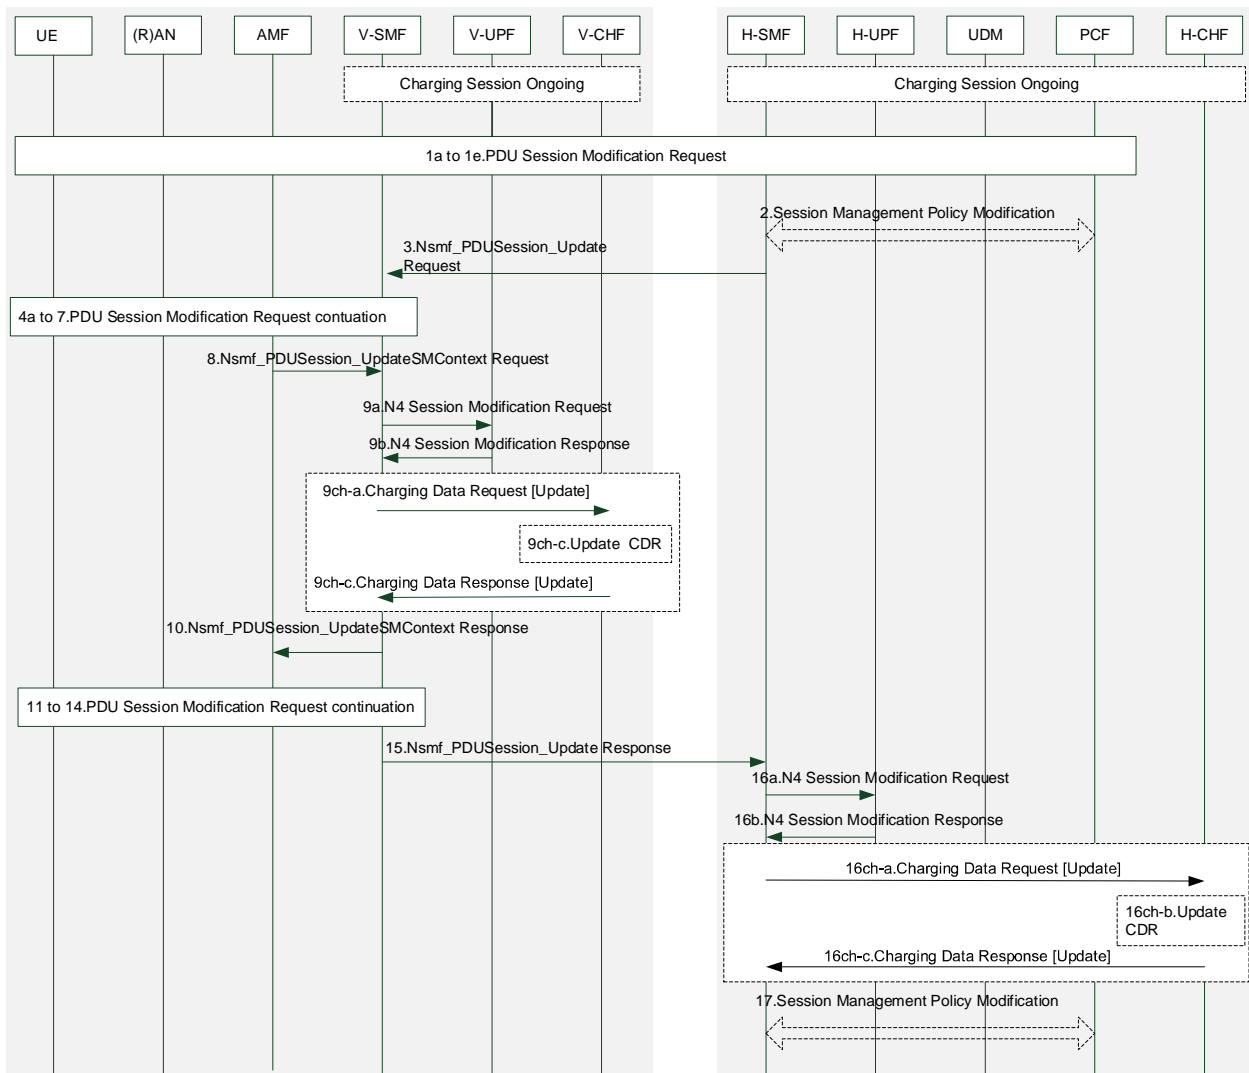 UE
(R)AN
AMF
V-SMF
V-UPF
V-CHF
H-SMF
H-UPF
UDM
PCF
H-CHF
Charging Session Ongoing
Charging Session Ongoing
1a to 1e.PDU Session Modification Request
2.Session Management Policy Modification
3.Nsmf_PDUSession_Update
Request
4a to 7.PDU Session Modification Request contuation
8.Nsmf_PDUSession_UpdateSMContext Request
9a.N4 Session Modification Request
9b.N4 Session Modification Response
9ch-a.Charging Data Request [Update]
9ch-c.Update CDR
9ch-c.Charging Data Response [Update]
10.Nsmf_PDUSession_UpdateSMContext Response
11 to 14.PDU Session Modification Request continuation
15.Nsmf_PDUSession_Update Response
16a.N4 Session Modification Request
16b.N4 Session Modification Response
16ch-a.Charging Data Request [Update]
16ch-b.Update
CDR
16ch-c.Charging Data Response [Update]
17.Session Management Policy Modification